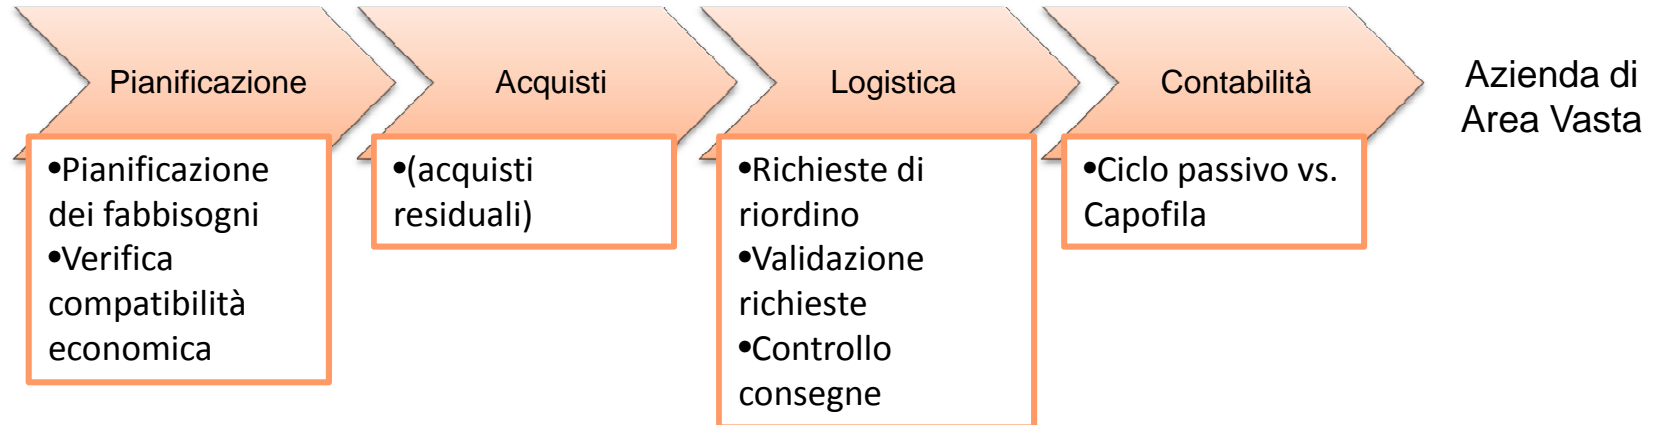 Pianificazione
Acquisti
Logistica
Contabilità
Azienda di
Area Vasta
•Pianificazione
dei fabbisogni
•Verifica
compatibilità
economica
•(acquisti
residuali)
•Richieste di
riordino
•Validazione
richieste
•Controllo
consegne
•Ciclo passivo vs.
Capofila